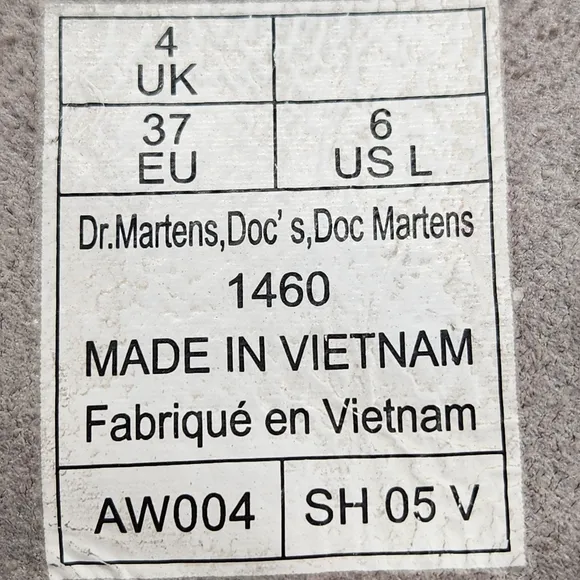 4
UK
37
EU
6
US L
Dr.Martens,Doc's,Doc Martens
1460
MADE IN VIETNAM
Fabriqué en Vietnam
AW004
SH 05 V